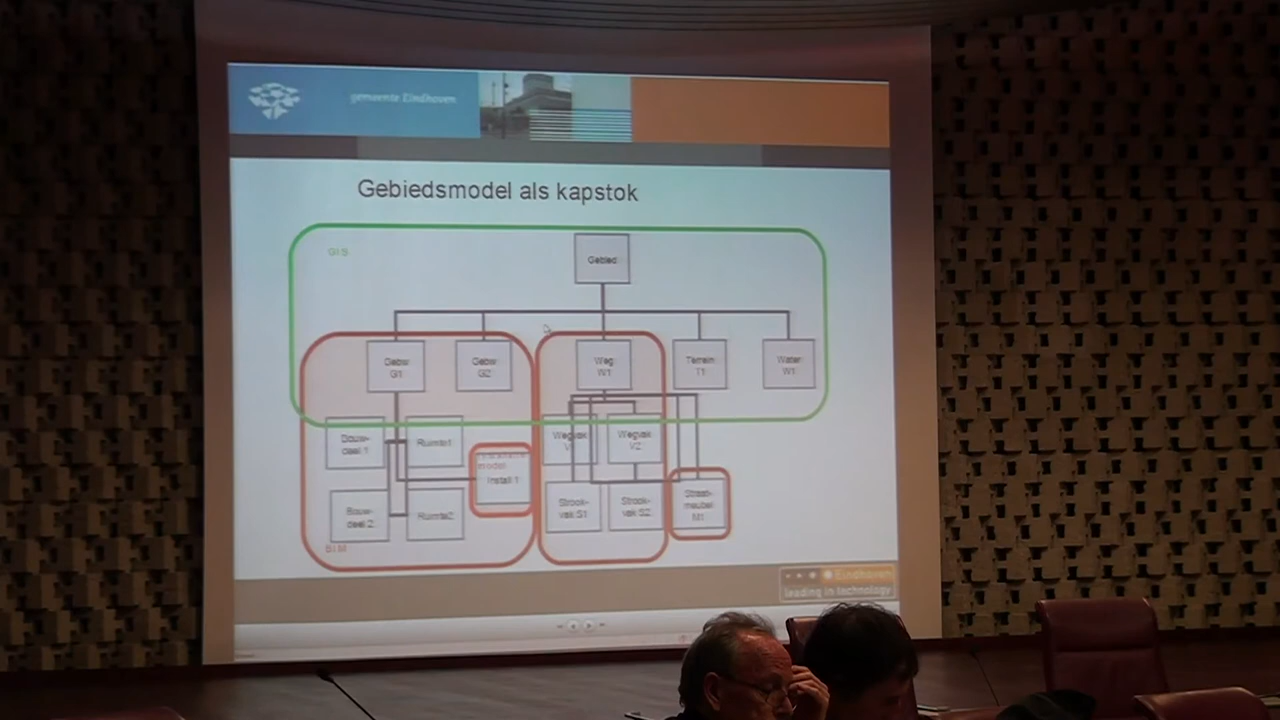 gemeente Eindhoven
Gebiedsmodel als kapstok
GIS
Gebied
Gebw
G1
Gebw
G2
Weg
W1
Terrein
T1
Water
W1
Bouw-
deel 1
Ruimte1
Wegvak
Wegvak
V2
model
Install 1
Bouw-
deel 2
Ruimte2
Strook-
vak S1
Strook-
vak S2
Straat-
meubel
M1
BIM
Eindhoven
leading in technology